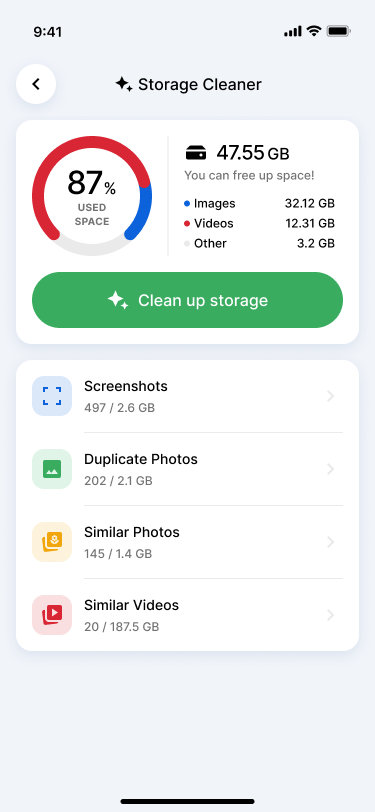 9:41
Storage Cleaner
87%
USED
SPACE
47.55 GB
You can free up space!
Images 32.12 GB
Videos 12.31 GB
Other 3.2 GB
Clean up storage
Screenshots
497 / 2.6 GB
Duplicate Photos
202 / 2.1 GB
Similar Photos
145 / 1.4 GB
Similar Videos
20 / 187.5 GB